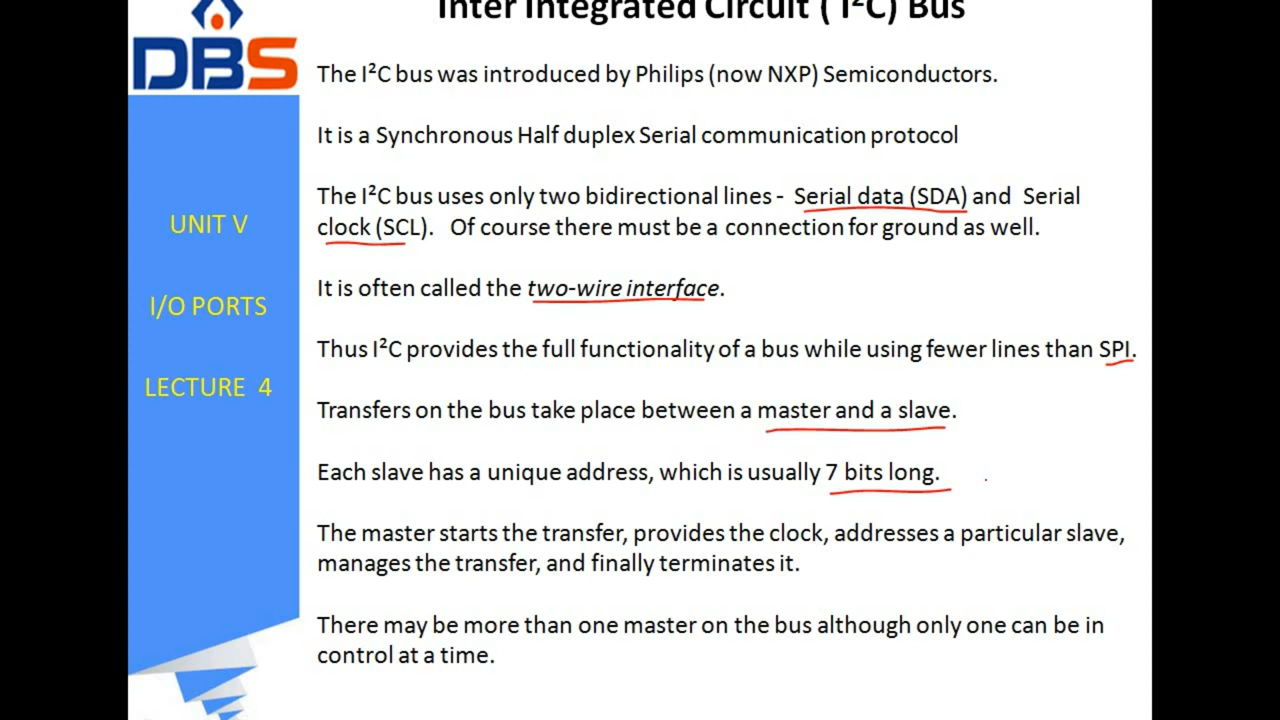 Inter Integrated Circuit ( I²C) Bus
DBS
The I²C bus was introduced by Philips (now NXP) Semiconductors.
It is a Synchronous Half duplex Serial communication protocol
The I²C bus uses only two bidirectional lines - Serial data (SDA) and Serial
clock (SCL). Of course there must be a connection for ground as well.
It is often called the two-wire interface.
Thus I²C provides the full functionality of a bus while using fewer lines than SPI.
Transfers on the bus take place between a master and a slave.
Each slave has a unique address, which is usually 7 bits long.
The master starts the transfer, provides the clock, addresses a particular slave,
manages the transfer, and finally terminates it.
There may be more than one master on the bus although only one can be in
control at a time.
UNIT V
I/O PORTS
LECTURE 4